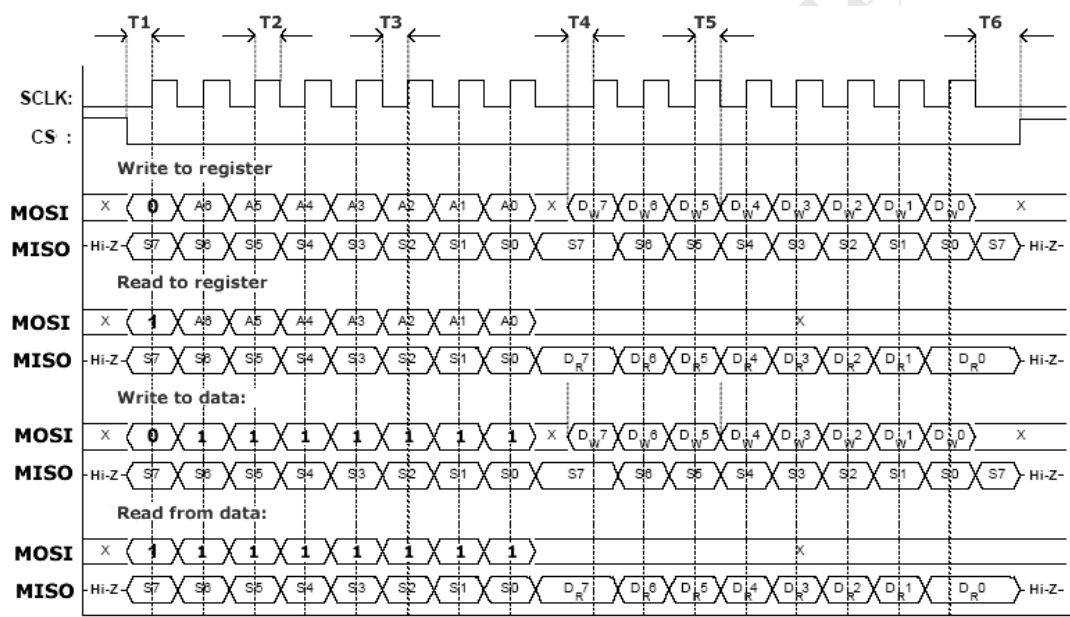 T1 T2 T3 T4 T5 T6
SCLK:
CS :
Write to register
MOSI X 0 A6 A5 A4 A3 A2 A1 A0 X DW7 DW6 DW5 DW4 DW3 DW2 DW1 DW0 X
MISO Hi-Z S7 S6 S5 S4 S3 S2 S1 S0 S7 S6 S5 S4 S3 S2 S1 S0 S7 Hi-Z
Read to register
MOSI X 1 A6 A5 A4 A3 A2 A1 A0 X
MISO Hi-Z S7 S6 S5 S4 S3 S2 S1 S0 DR7 DR6 DR5 DR4 DR3 DR2 DR1 DR0 Hi-Z
Write to data:
MOSI X 0 1 1 1 1 1 1 1 X DW7 DW6 DW5 DW4 DW3 DW2 DW1 DW0 X
MISO Hi-Z S7 S6 S5 S4 S3 S2 S1 S0 S7 S6 S5 S4 S3 S2 S1 S0 S7 Hi-Z
Read from data:
MOSI X 1 1 1 1 1 1 1 1 X
MISO Hi-Z S7 S6 S5 S4 S3 S2 S1 S0 DR7 DR6 DR5 DR4 DR3 DR2 DR1 DR0 Hi-Z